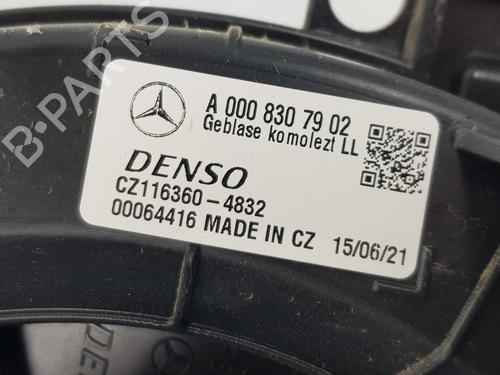 B-PARTS
A 000 830 79 02
Geblase komolezt LL
DENSO
CZ116360-4832
00064416 MADE IN CZ 15/06/21